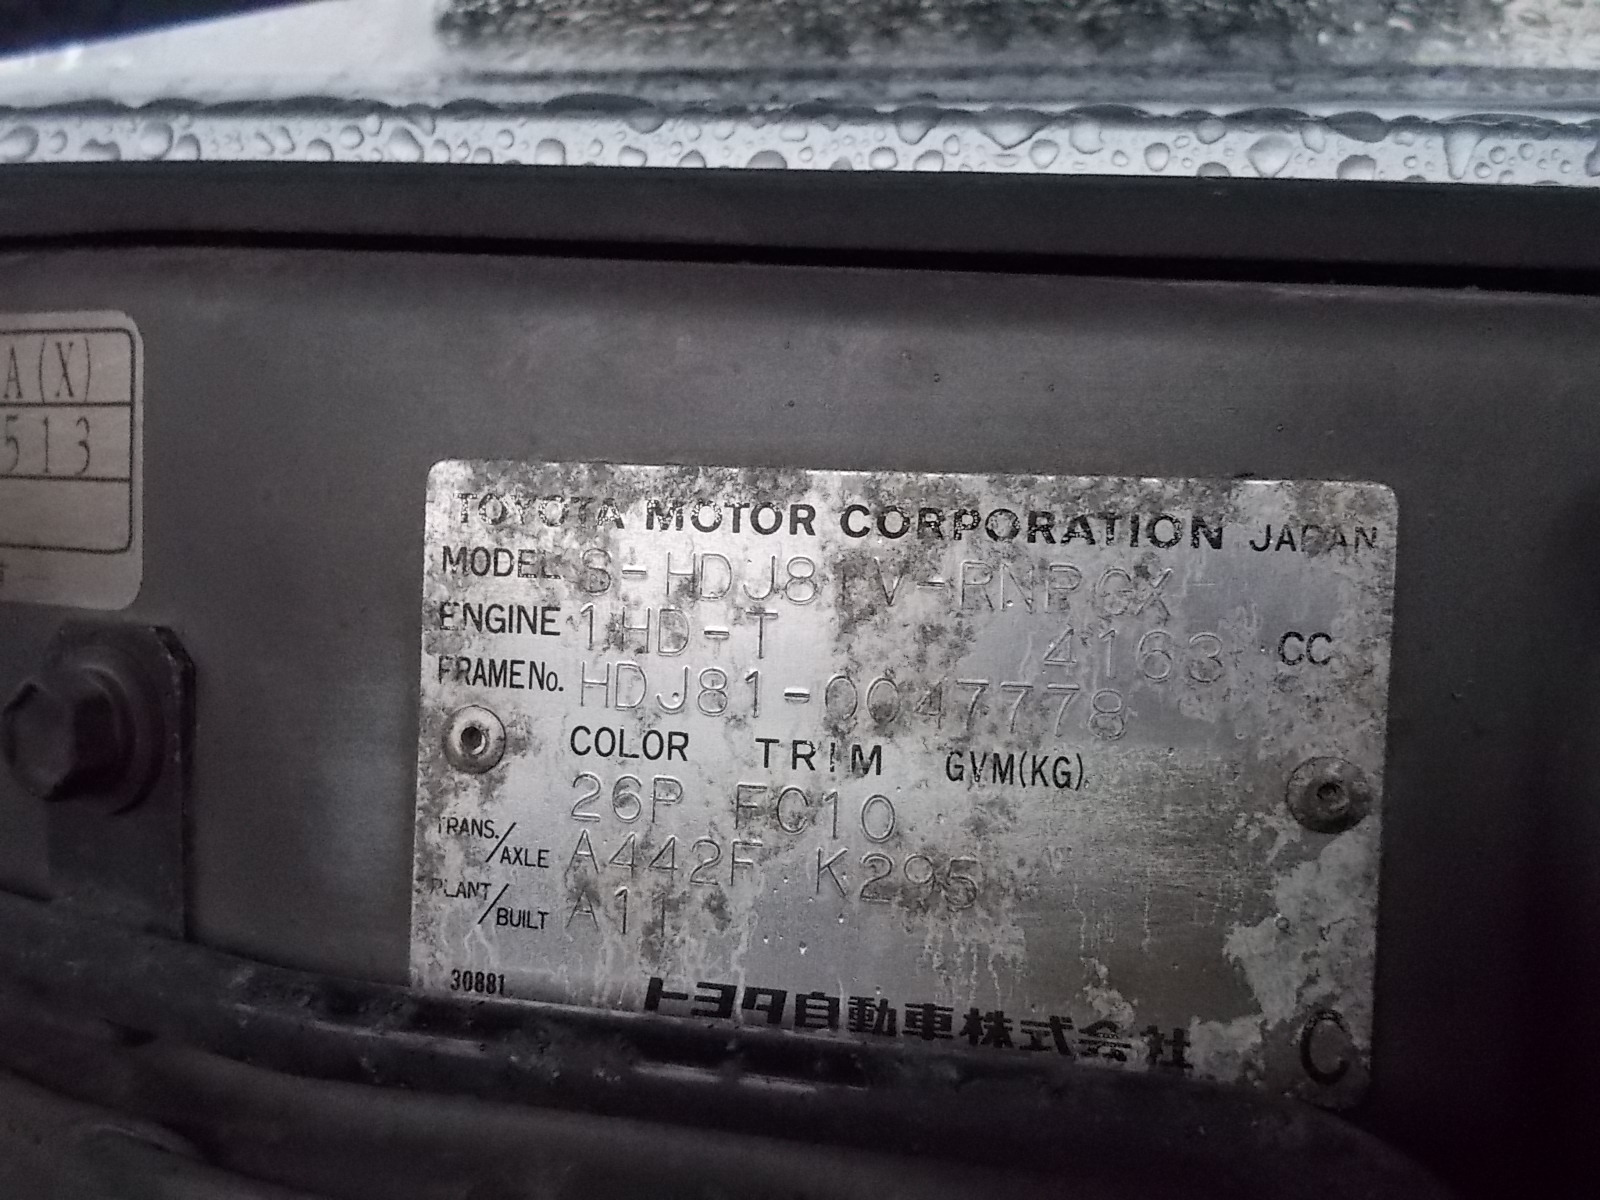 A(X)
513
TOYOTA MOTOR CORPORATION JAPAN
MODEL S-HDJ81V-RNPGX
ENGINE 1HD-T 4163 CC
FRAME No. HDJ81-0047778
COLOR TRIM GVM(KG)
26P FC10
TRANS./AXLE A442F K295
PLANT/BUILT A11
30881
トヨタ自動車株式会社 C